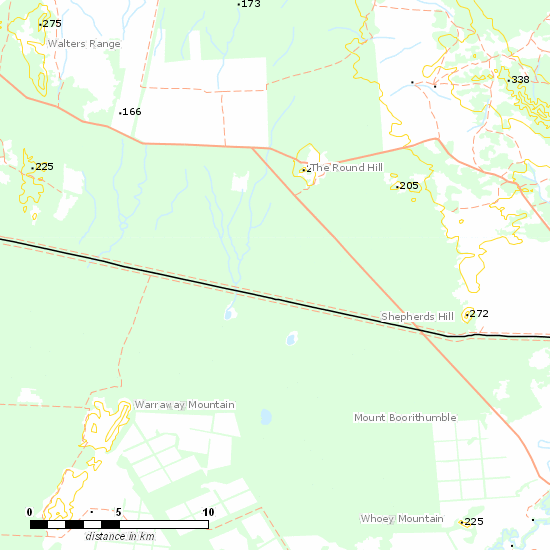 173
275
Walters Range
338
166
225
The Round Hill
205
Shepherds Hill
272
Warraway Mountain
Mount Boorithumble
0 5 10
distance in km
Whoey Mountain
225